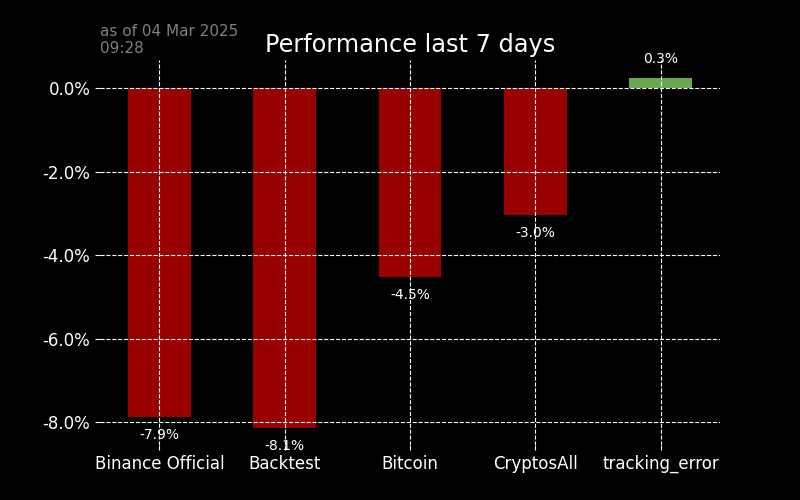 as of 04 Mar 2025
09:28
Performance last 7 days
0.3%
0.0%
-2.0%
-3.0%
-4.0%
-4.5%
-6.0%
-8.0%
-7.9%
-8.1%
Binance Official
Backtest
Bitcoin
CryptosAll
tracking_error